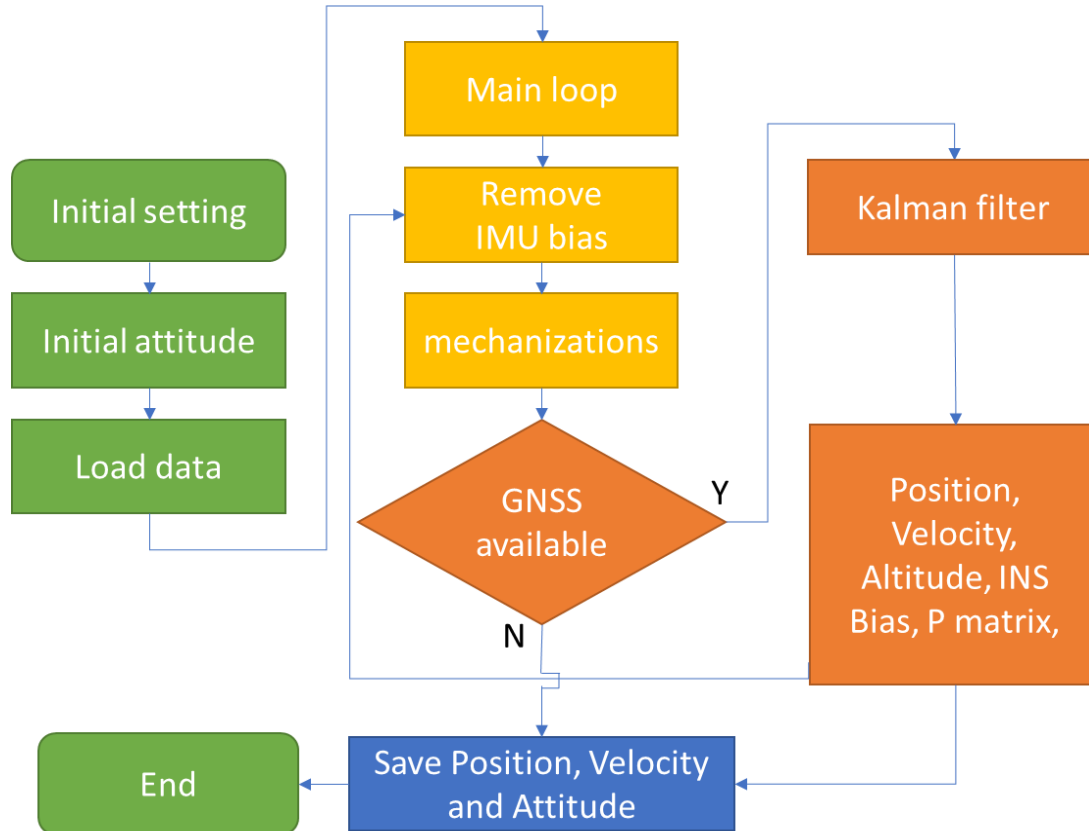 Initial setting
Initial attitude
Load data
Main loop
Remove
IMU bias
mechanizations
GNSS
available
Y
N
Kalman filter
Position,
Velocity,
Altitude, INS
Bias, P matrix,
Save Position, Velocity
and Attitude
End